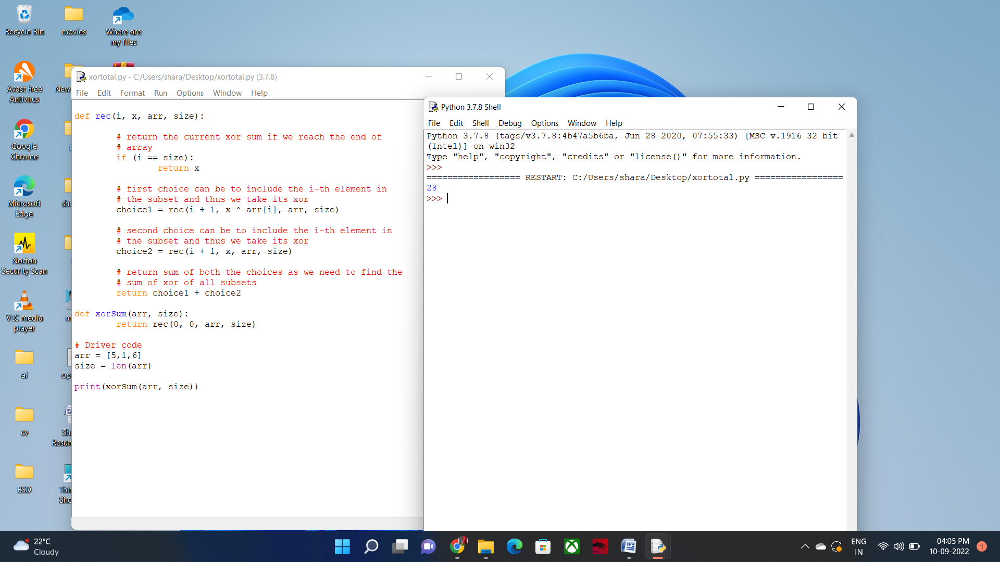 Recycle Bin
movies
Where are
my files
Avast Free
Antivirus
New
Google
Chrome
Microsoft
Edge
shi
Norton
Security Scan
VLC media
player
m
ai
op
cv
Sh
Resun
ESD
This
Sho
xortotal.py - C:/Users/shara/Desktop/xortotal.py (3.7.8)
File Edit Format Run Options Window Help
def rec(i, x, arr, size):
# return the current xor sum if we reach the end of
# array
if (i == size):
return x
# first choice can be to include the i-th element in
# the subset and thus we take its xor
choice1 = rec(i + 1, x ^ arr[i], arr, size)
# second choice can be to include the i-th element in
# the subset and thus we take its xor
choice2 = rec(i + 1, x, arr, size)
# return sum of both the choices as we need to find the
# sum of xor of all subsets
return choice1 + choice2
def xorSum(arr, size):
return rec(0, 0, arr, size)
# Driver code
arr = [5,1,6]
size = len(arr)
print(xorSum(arr, size))
Python 3.7.8 Shell
File Edit Shell Debug Options Window Help
Python 3.7.8 (tags/v3.7.8:4b47a5b6ba, Jun 28 2020, 07:55:33) [MSC v.1916 32 bit
(Intel)] on win32
Type "help", "copyright", "credits" or "license()" for more information.
>>>
================== RESTART: C:/Users/shara/Desktop/xortotal.py =================
28
>>>
22°C
Cloudy
ENG
IN
04:05 PM
10-09-2022
1